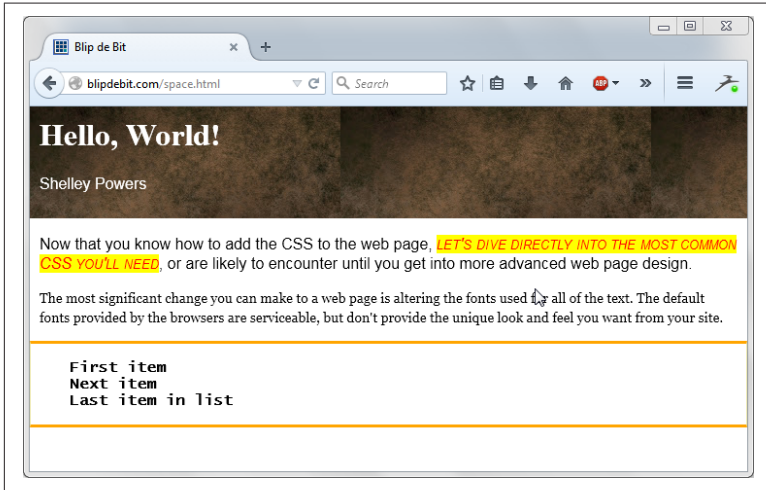 Blip de Bit
blipdebit.com/space.html
Search
ABP
Hello, World!
Shelley Powers
Now that you know how to add the CSS to the web page, LET'S DIVE DIRECTLY INTO THE MOST COMMON
CSS YOU'LL NEED, or are likely to encounter until you get into more advanced web page design.
The most significant change you can make to a web page is altering the fonts used for all of the text. The default
fonts provided by the browsers are serviceable, but don't provide the unique look and feel you want from your site.
First item
Next item
Last item in list